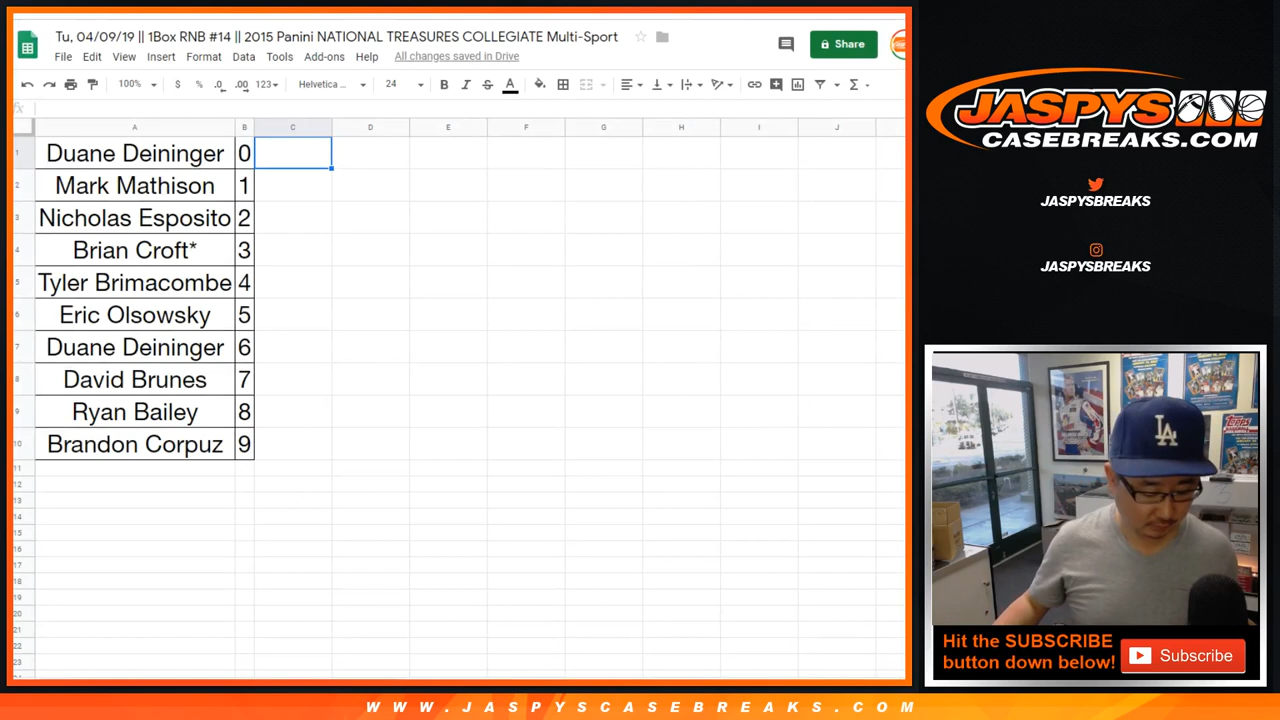 Tu, 04/09/19 || 1Box RNB #14 || 2015 Panini NATIONAL TREASURES COLLEGIATE Multi-Sport
Share
File Edit View Insert Format Data Tools Add-ons Help All changes saved in Drive
100% $ % .0 .00 123 Helvetica ... 24 B I S A
fx
A B C D E F G H I J
1 Duane Deininger 0
2 Mark Mathison 1
3 Nicholas Esposito 2
4 Brian Croft* 3
5 Tyler Brimacombe 4
6 Eric Olsowsky 5
7 Duane Deininger 6
8 David Brunes 7
9 Ryan Bailey 8
10 Brandon Corpuz 9
11
12
13
14
15
16
17
18
19
20
21
22
23
JASPYS
CASEBREAKS.COM
JASPYSBREAKS
JASPYSBREAKS
LA
Topps
Hit the SUBSCRIBE
button down below!
Subscribe
WWW.JASPYSCASEBREAKS.COM